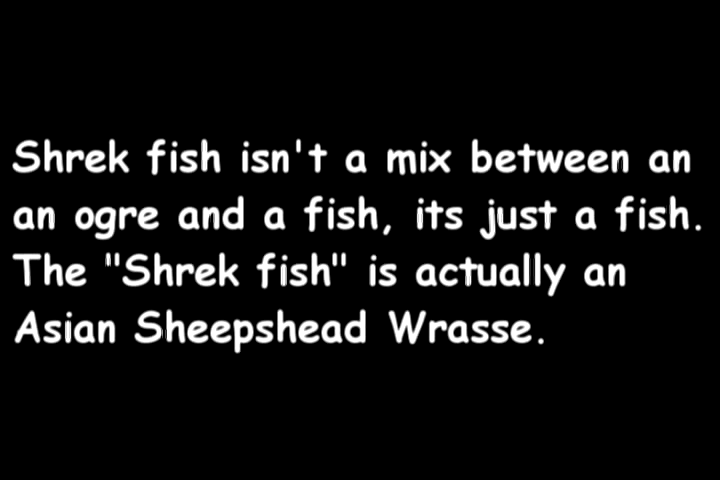 Shrek fish isn't a mix between an
an ogre and a fish, its just a fish.
The "Shrek fish" is actually an
Asian Sheepshead Wrasse.